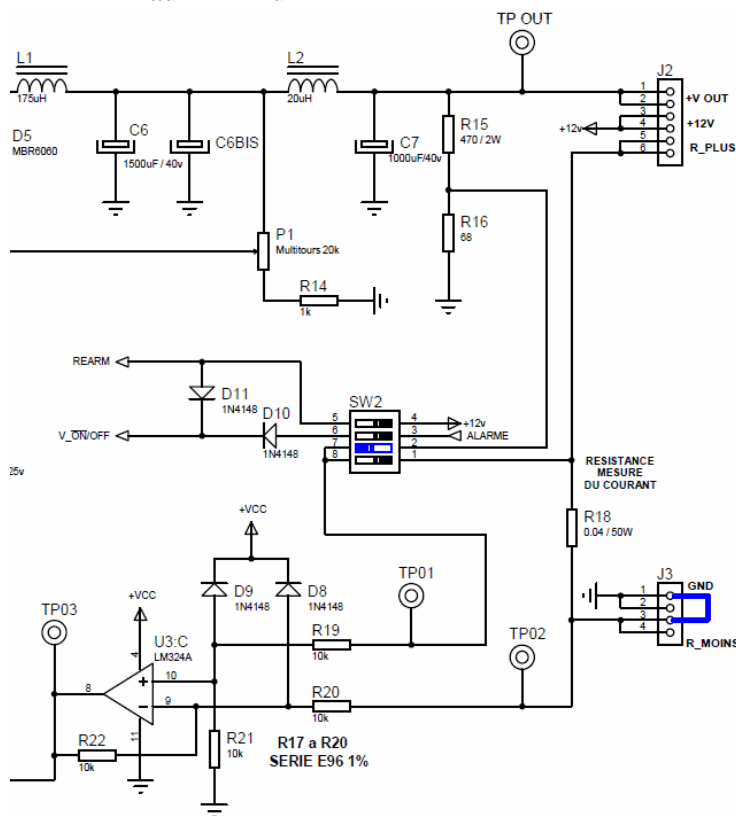 TP OUT
L1
175uH
L2
20uH
J2
1
2
3
4
5
6
+V OUT
+12V
R_PLUS
+12v
D5
MBR6060
C6
1500uF / 40v
C6BIS
C7
1000uF/40v
R15
470 / 2W
R16
68
P1
Multitours 20k
R14
1k
REARM
D11
1N4148
D10
1N4148
V_ON/OFF
SW2
5
6
7
8
4
3
2
1
+12v
ALARME
25v
RESISTANCE
MESURE
DU COURANT
R18
0.04 / 50W
+VCC
D9
1N4148
D8
1N4148
TP01
TP02
J3
1
2
3
4
GND
R_MOINS
TP03
+VCC
U3:C
LM324A
4
8
10
9
11
R19
10k
R20
10k
R21
10k
R22
10k
R17 a R20
SERIE E96 1%